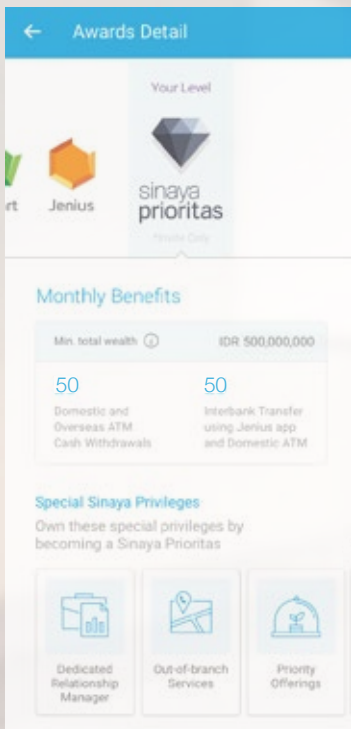 Awards Detail
Your Level
rt
Jenius
sinaya
prioritas
*Invite Only
Monthly Benefits
Min. total wealth IDR 500,000,000
50
50
Domestic and
Overseas ATM
Cash Withdrawals
Interbank Transfer
using Jenius app
and Domestic ATM
Special Sinaya Privileges
Own these special privileges by
becoming a Sinaya Prioritas
Dedicated
Relationship
Manager
Out-of-branch
Services
Priority
Offerings